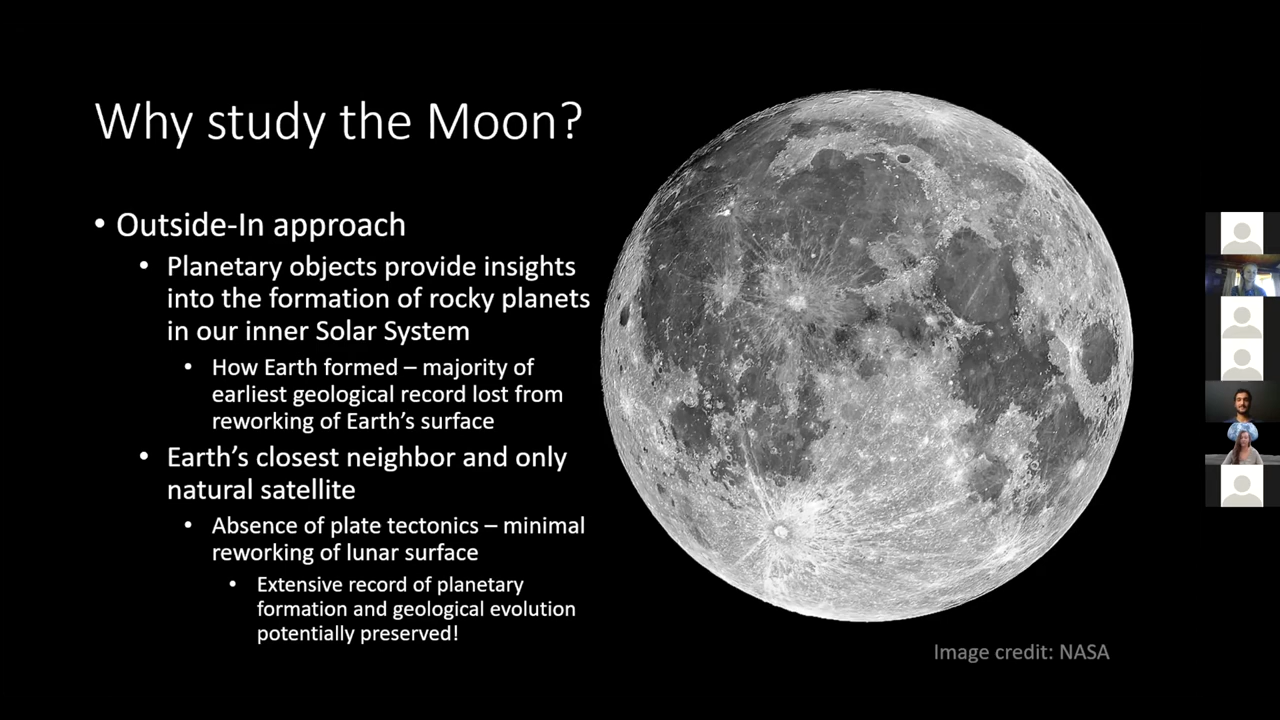 Why study the Moon?
• Outside-In approach
• Planetary objects provide insights
into the formation of rocky planets
in our inner Solar System
• How Earth formed – majority of
earliest geological record lost from
reworking of Earth's surface
• Earth's closest neighbor and only
natural satellite
• Absence of plate tectonics – minimal
reworking of lunar surface
• Extensive record of planetary
formation and geological evolution
potentially preserved!
Image credit: NASA